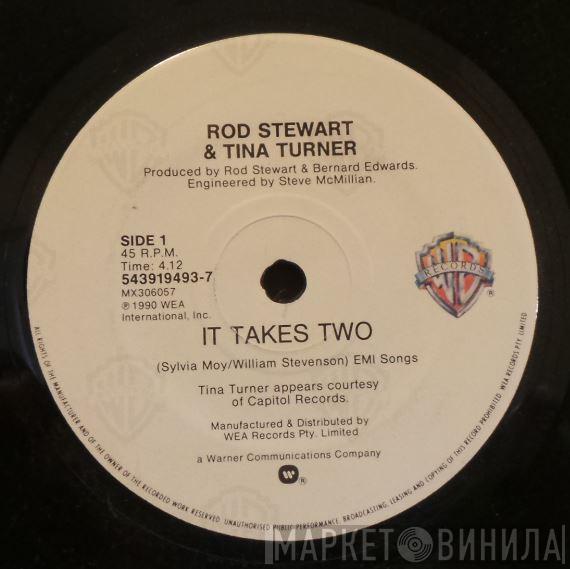 ROD STEWART
& TINA TURNER
Produced by Rod Stewart & Bernard Edwards.
Engineered by Steve McMillian.
SIDE 1
45 R.P.M.
Time: 4.12
543919493-7
MX306057
℗ 1990 WEA
International, Inc.
RECORDS
®
IT TAKES TWO
(Sylvia Moy/William Stevenson) EMI Songs
Tina Turner appears courtesy
of Capitol Records.
Manufactured & Distributed by
WEA Records Pty. Limited
a Warner Communications Company
®
ALL RIGHTS OF THE MANUFACTURER AND OF THE OWNER OF THE RECORDED WORK RESERVED. UNAUTHORISED PUBLIC PERFORMANCE, BROADCASTING, LEASING AND COPYING OF THIS RECORD PROHIBITED. WEA RECORDS PTY. LIMITED
МАРКЕТ ВИНИЛА